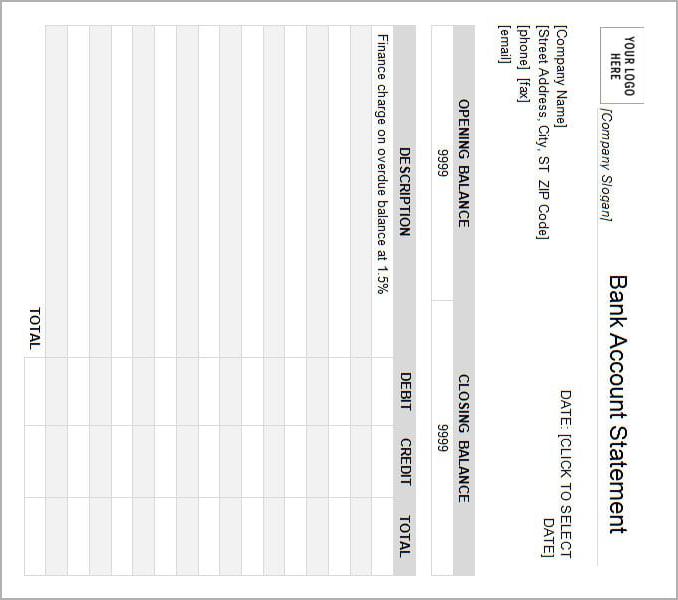 YOUR LOGO
HERE
[Company Slogan]
Bank Account Statement
[Company Name]
[Street Address, City, ST  ZIP Code]
[phone]  [fax]
[email]
DATE: [CLICK TO SELECT
DATE]
OPENING BALANCE CLOSING BALANCE
9999 9999
DESCRIPTION DEBIT CREDIT TOTAL
Finance charge on overdue balance at 1.5%
TOTAL